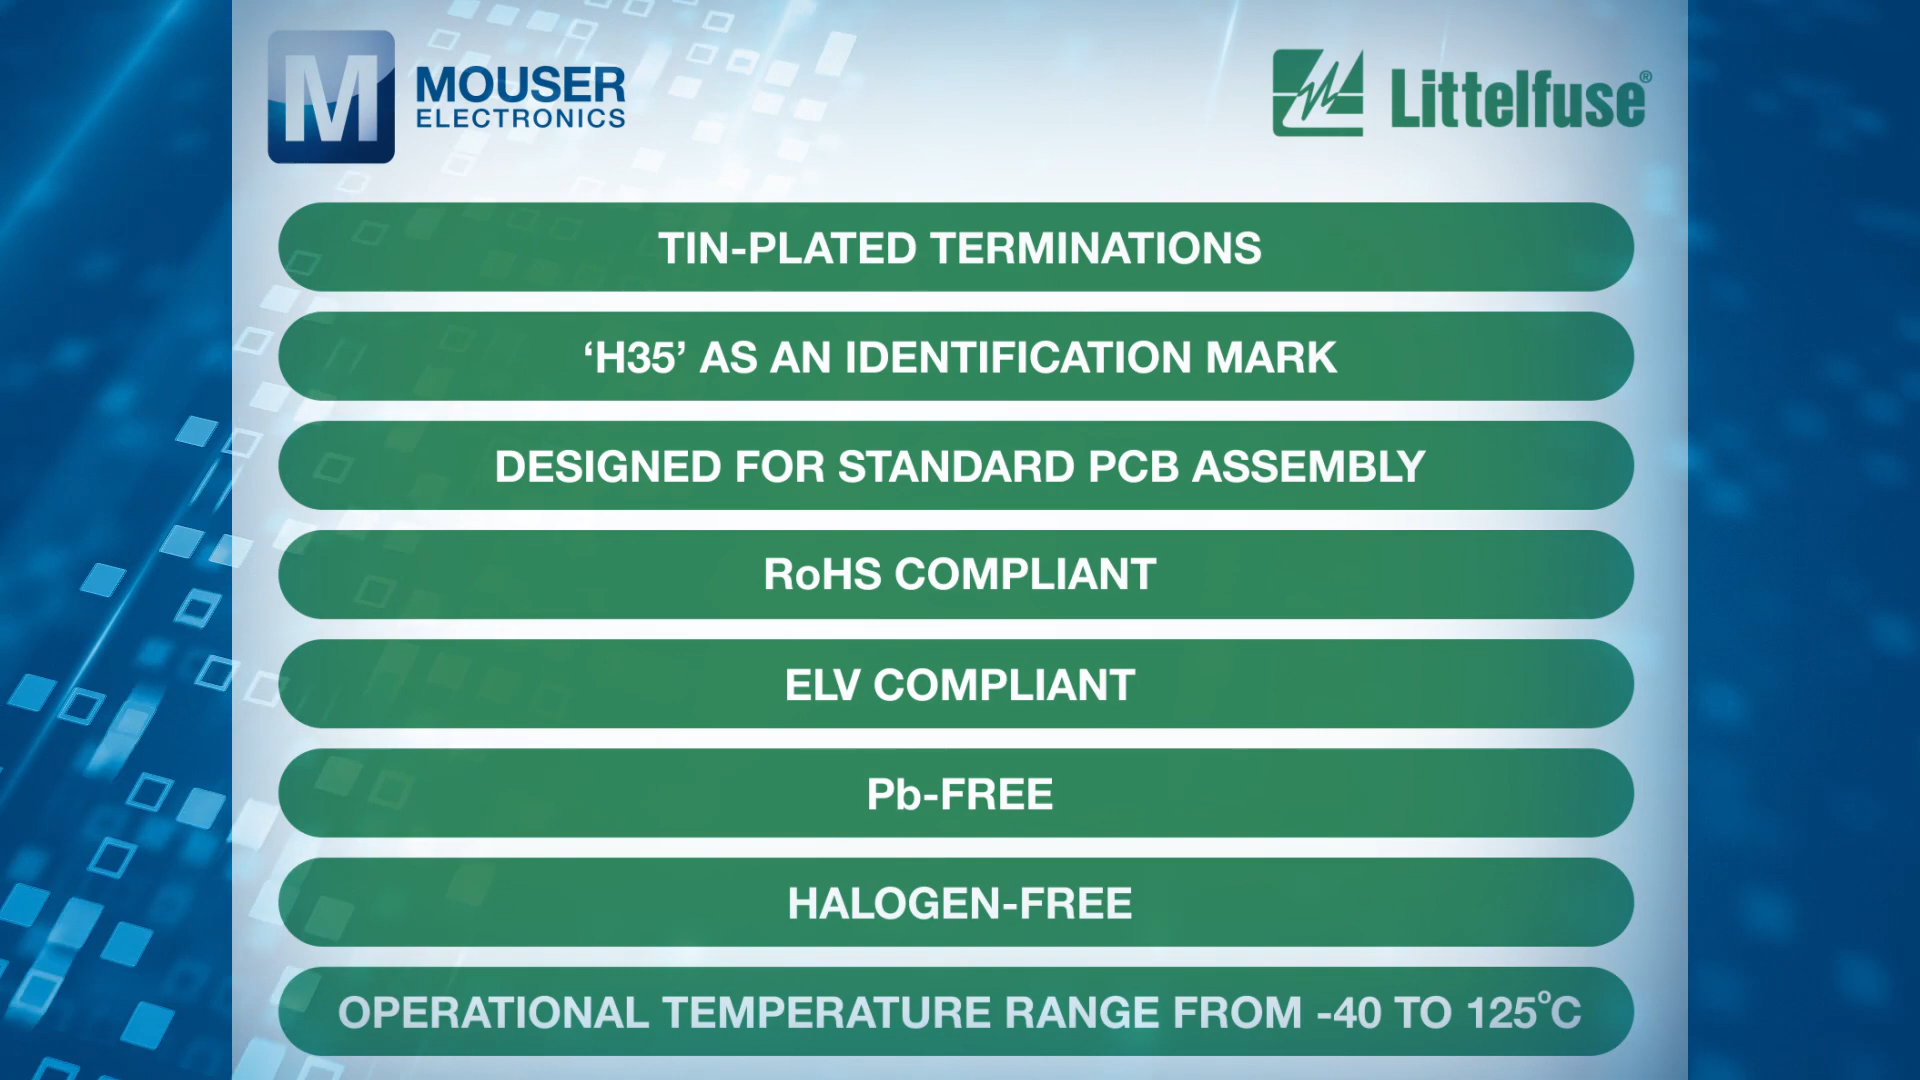 M MOUSER
ELECTRONICS
Littelfuse®
TIN-PLATED TERMINATIONS
‘H35’ AS AN IDENTIFICATION MARK
DESIGNED FOR STANDARD PCB ASSEMBLY
RoHS COMPLIANT
ELV COMPLIANT
Pb-FREE
HALOGEN-FREE
OPERATIONAL TEMPERATURE RANGE FROM -40 TO 125°C